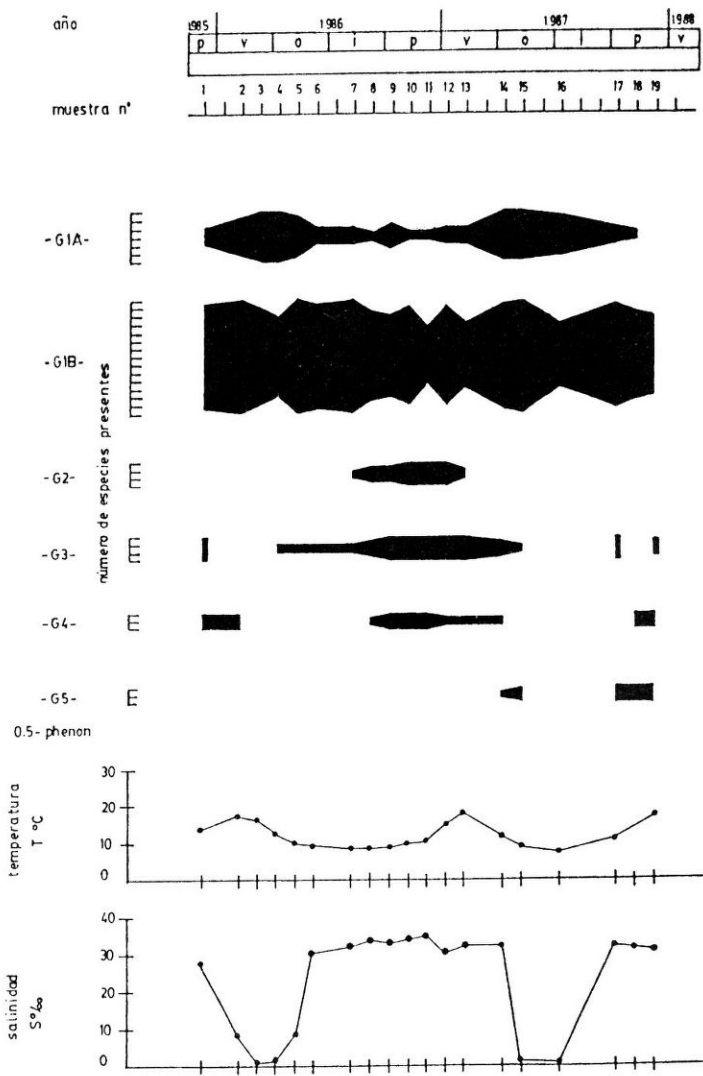 año 1985 1986 1987 1988
p v o i p v o i p v
muestra n° 1 2 3 4 5 6 7 8 9 10 11 12 13 14 15 16 17 18 19
número de especies presentes
-G1A-
-G1B-
-G2-
-G3-
-G4-
-G5-
0.5-phenon
temperatura
T °C
30
20
10
0
salinidad
S°/₀₀
40
30
20
10
0